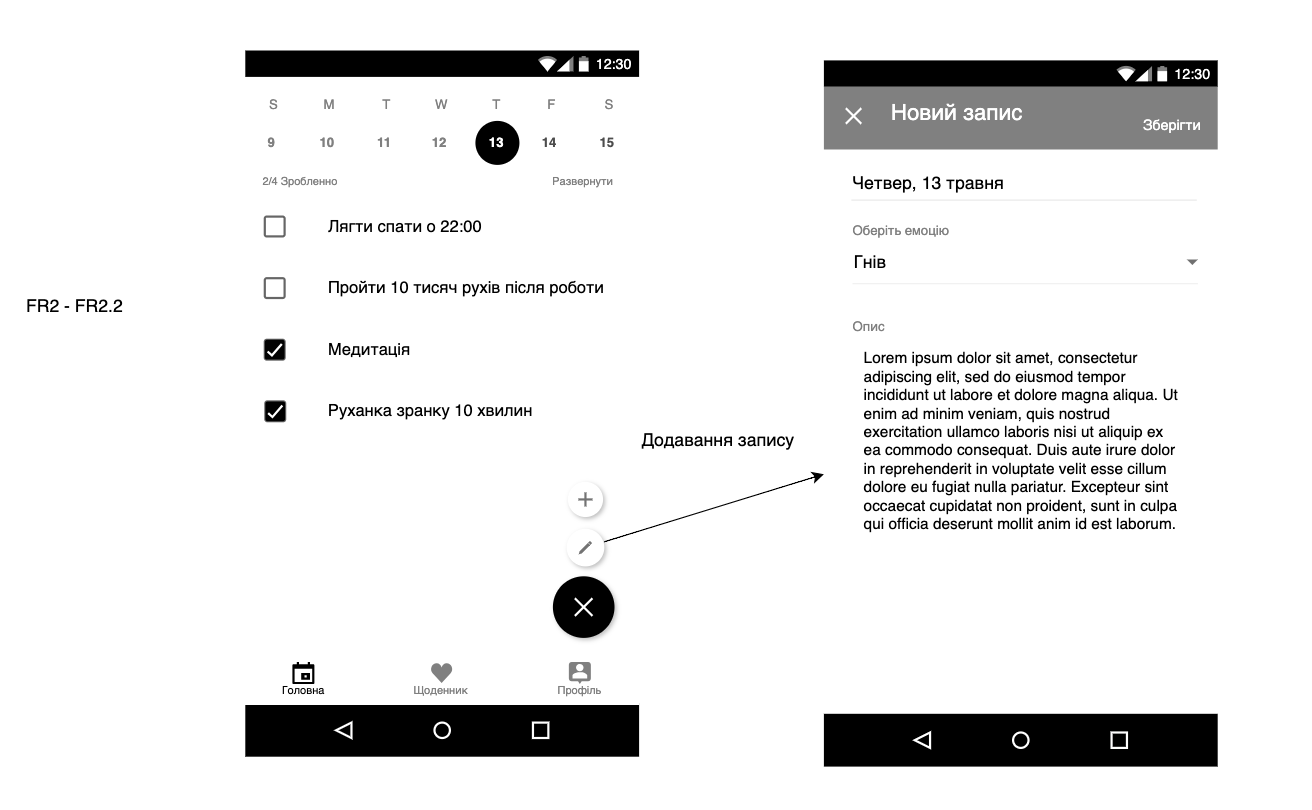 FR2 - FR2.2
12:30
S M T W T F S
9 10 11 12 13 14 15
2/4 Зробленно Развернути
Лягти спати о 22:00
Пройти 10 тисяч рухів після роботи
Медитація
Руханка зранку 10 хвилин
Головна Щоденник Профіль
Додавання запису
12:30
Новий запис
Зберігти
Четвер, 13 травня
Оберіть емоцію
Гнів
Опис
Lorem ipsum dolor sit amet, consectetur
adipiscing elit, sed do eiusmod tempor
incididunt ut labore et dolore magna aliqua. Ut
enim ad minim veniam, quis nostrud
exercitation ullamco laboris nisi ut aliquip ex
ea commodo consequat. Duis aute irure dolor
in reprehenderit in voluptate velit esse cillum
dolore eu fugiat nulla pariatur. Excepteur sint
occaecat cupidatat non proident, sunt in culpa
qui officia deserunt mollit anim id est laborum.